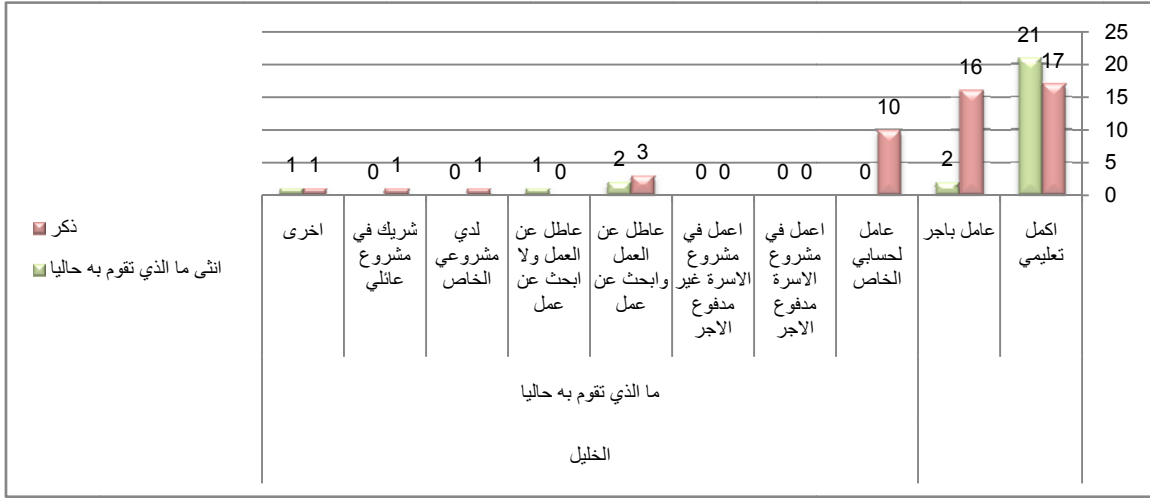 25
20
15
10
5
0
17
21
16
2
10
0
0
0
0
0
3
2
0
1
1
0
1
0
1
1
اكمل
تعليمي
عامل باجر
عامل
لحسابي
الخاص
اعمل في
مشروع
الاسرة
مدفوع
الاجر
اعمل في
مشروع
الاسرة غير
مدفوع
الاجر
عاطل عن
العمل
وابحث عن
عمل
عاطل عن
العمل ولا
ابحث عن
عمل
لدي
مشروعي
الخاص
شريك في
مشروع
عائلي
اخرى
ما الذي تقوم به حاليا
الخليل
ذكر
انثى ما الذي تقوم به حاليا